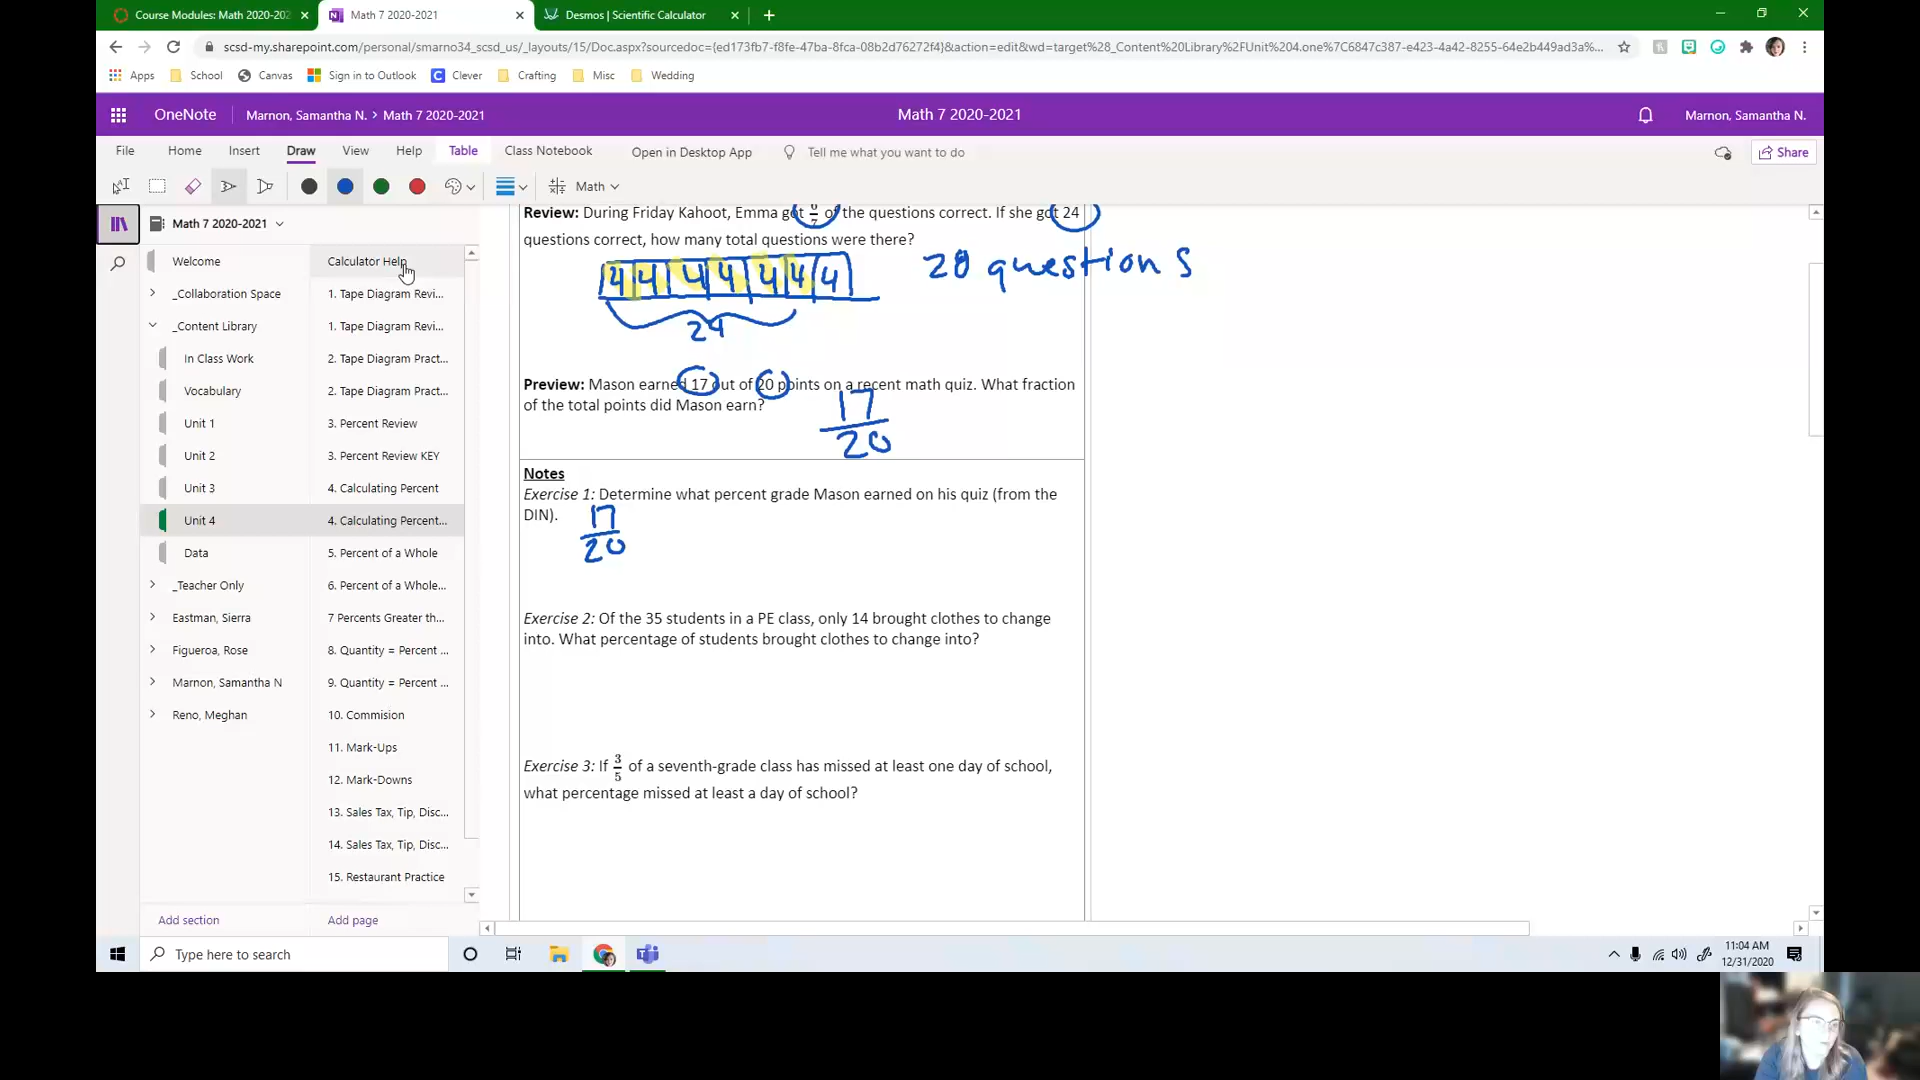 Course Modules: Math 2020-202
Math 7 2020-2021
Desmos | Scientific Calculator
scsd-my.sharepoint.com/personal/smarno34_scsd_us/_layouts/15/Doc.aspx?sourcedoc={ed173fb7-f8fe-47ba-8fca-08b2d76272f4}&action=edit&wd=target%28_Content%20Library%2FUnit%204.one%7C6847c387-e423-4a42-8255-64e2b449ad3a%...
Apps School Canvas Sign in to Outlook Clever Crafting Misc Wedding
OneNote Marnon, Samantha N. > Math 7 2020-2021 Math 7 2020-2021 Marnon, Samantha N.
File Home Insert Draw View Help Table Class Notebook Open in Desktop App Tell me what you want to do Share
Math
Math 7 2020-2021
Welcome
_Collaboration Space
_Content Library
In Class Work
Vocabulary
Unit 1
Unit 2
Unit 3
Unit 4
Data
_Teacher Only
Eastman, Sierra
Figueroa, Rose
Marnon, Samantha N
Reno, Meghan
Add section
Calculator Help
1. Tape Diagram Revi...
1. Tape Diagram Revi...
2. Tape Diagram Pract...
2. Tape Diagram Pract...
3. Percent Review
3. Percent Review KEY
4. Calculating Percent
4. Calculating Percent...
5. Percent of a Whole
6. Percent of a Whole...
7 Percents Greater th...
8. Quantity = Percent ...
9. Quantity = Percent ...
10. Commision
11. Mark-Ups
12. Mark-Downs
13. Sales Tax, Tip, Disc...
14. Sales Tax, Tip, Disc...
15. Restaurant Practice
Add page
Review: During Friday Kahoot, Emma got 6/7 of the questions correct. If she got 24
questions correct, how many total questions were there?
4 4 4 4 4 4 4
24
28 questions
Preview: Mason earned 17 out of 20 points on a recent math quiz. What fraction
of the total points did Mason earn?
17
20
Notes
Exercise 1: Determine what percent grade Mason earned on his quiz (from the
DIN).
17
20
Exercise 2: Of the 35 students in a PE class, only 14 brought clothes to change
into. What percentage of students brought clothes to change into?
Exercise 3: If 3/5 of a seventh-grade class has missed at least one day of school,
what percentage missed at least a day of school?
Type here to search
11:04 AM
12/31/2020